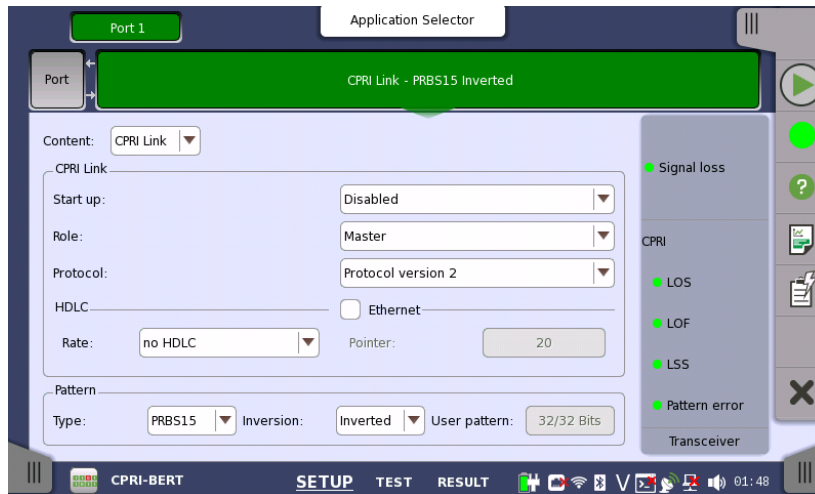 Port 1
Application Selector
Port
CPRI Link - PRBS15 Inverted
Content: CPRI Link
CPRI Link
Start up: Disabled
Role: Master
Protocol: Protocol version 2
HDLC
Ethernet
Rate: no HDLC
Pointer: 20
Pattern
Type: PRBS15 Inversion: Inverted User pattern: 32/32 Bits
Signal loss
CPRI
LOS
LOF
LSS
Pattern error
Transceiver
?
CPRI-BERT SETUP TEST RESULT V 01:48